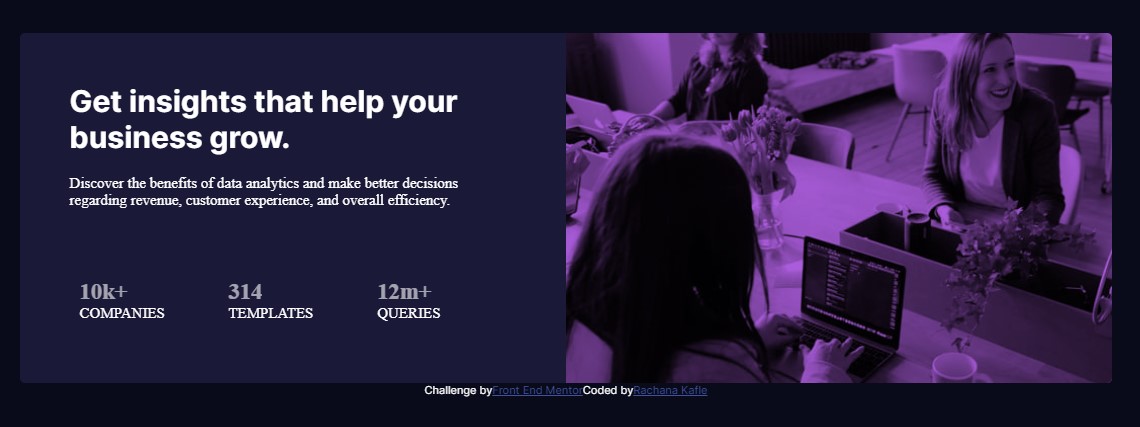 Get insights that help your
business grow.
Discover the benefits of data analytics and make better decisions
regarding revenue, customer experience, and overall efficiency.
10k+ 314 12m+
COMPANIES TEMPLATES QUERIES
Challenge byFront End MentorCoded byRachana Kafle